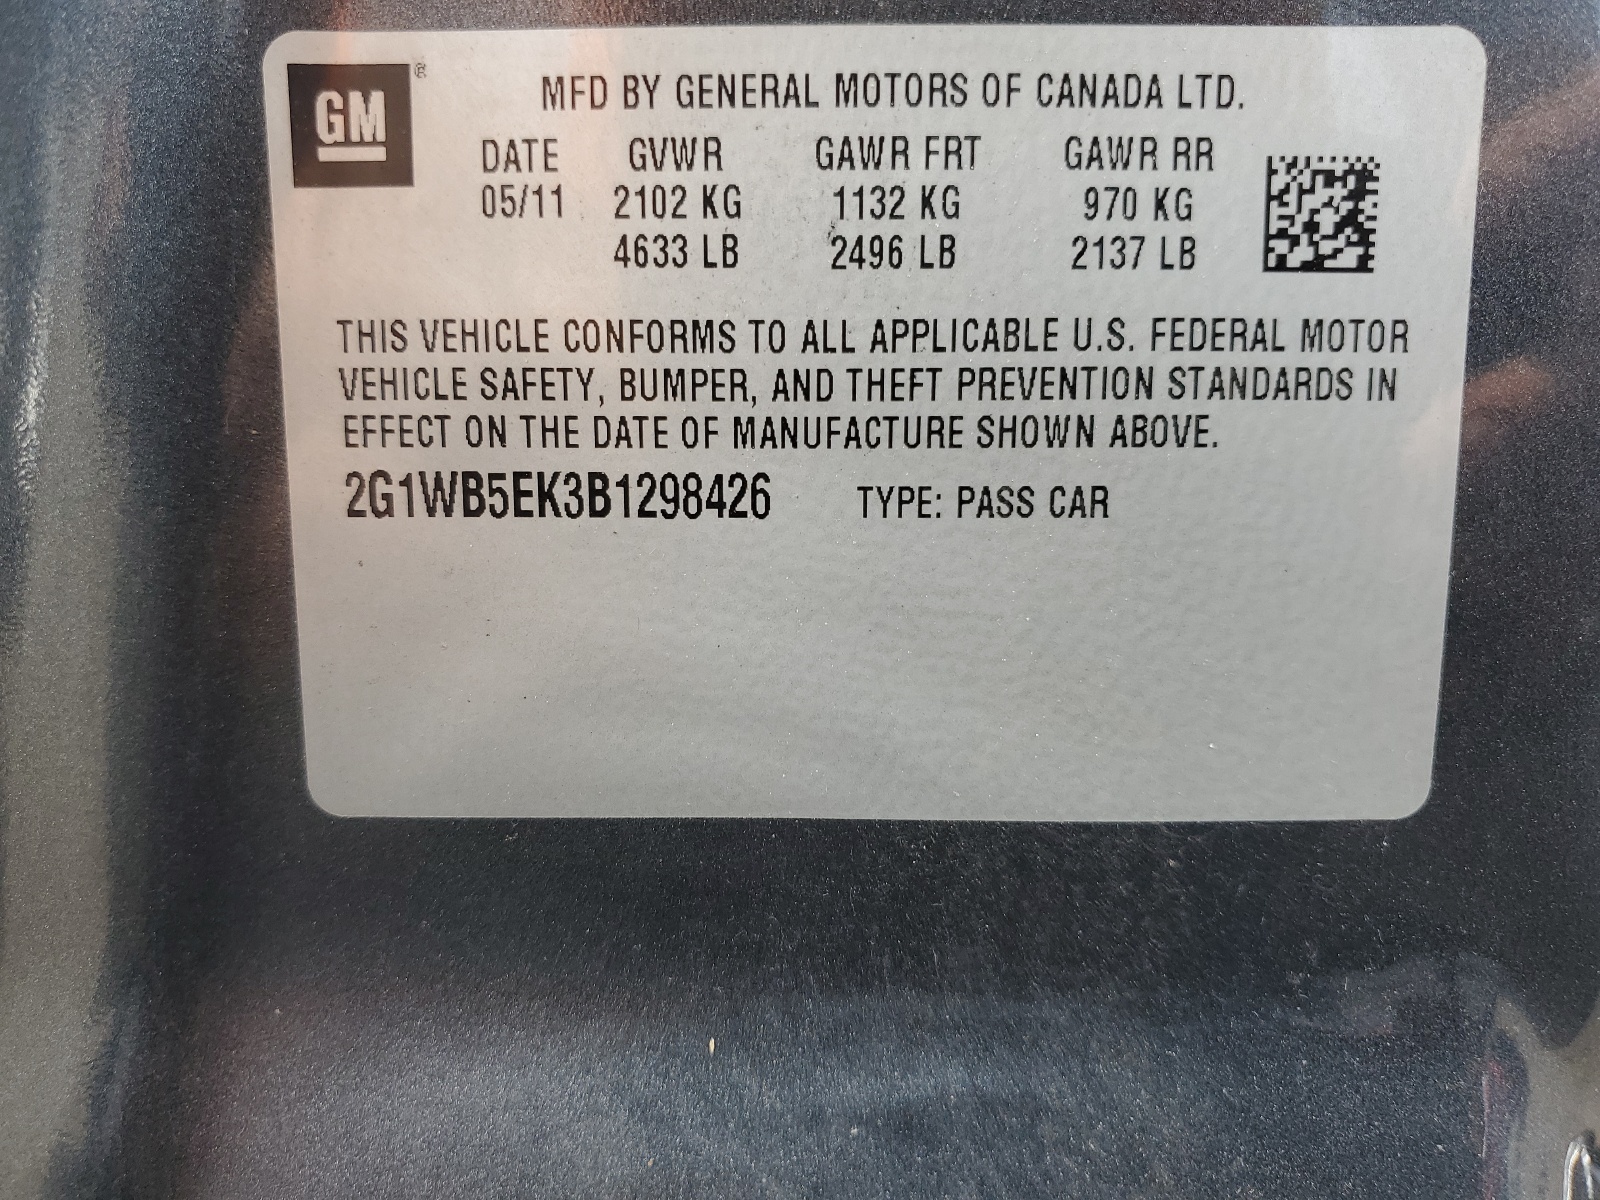 GM ®
MFD BY GENERAL MOTORS OF CANADA LTD.
DATE GVWR GAWR FRT GAWR RR
05/11 2102 KG 1132 KG 970 KG
4633 LB 2496 LB 2137 LB
THIS VEHICLE CONFORMS TO ALL APPLICABLE U.S. FEDERAL MOTOR
VEHICLE SAFETY, BUMPER, AND THEFT PREVENTION STANDARDS IN
EFFECT ON THE DATE OF MANUFACTURE SHOWN ABOVE.
2G1WB5EK3B1298426 TYPE: PASS CAR